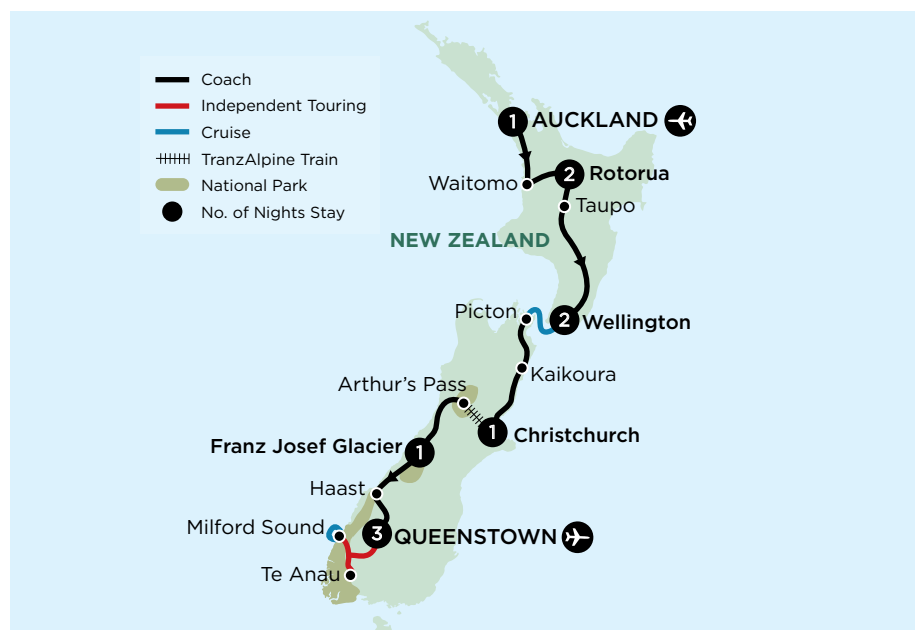 Coach
Independent Touring
Cruise
TranzAlpine Train
National Park
No. of Nights Stay
1 AUCKLAND
Waitomo
2 Rotorua
Taupo
NEW ZEALAND
Picton
2 Wellington
Kaikoura
Arthur's Pass
1 Christchurch
Franz Josef Glacier 1
Haast
Milford Sound
3 QUEENSTOWN
Te Anau